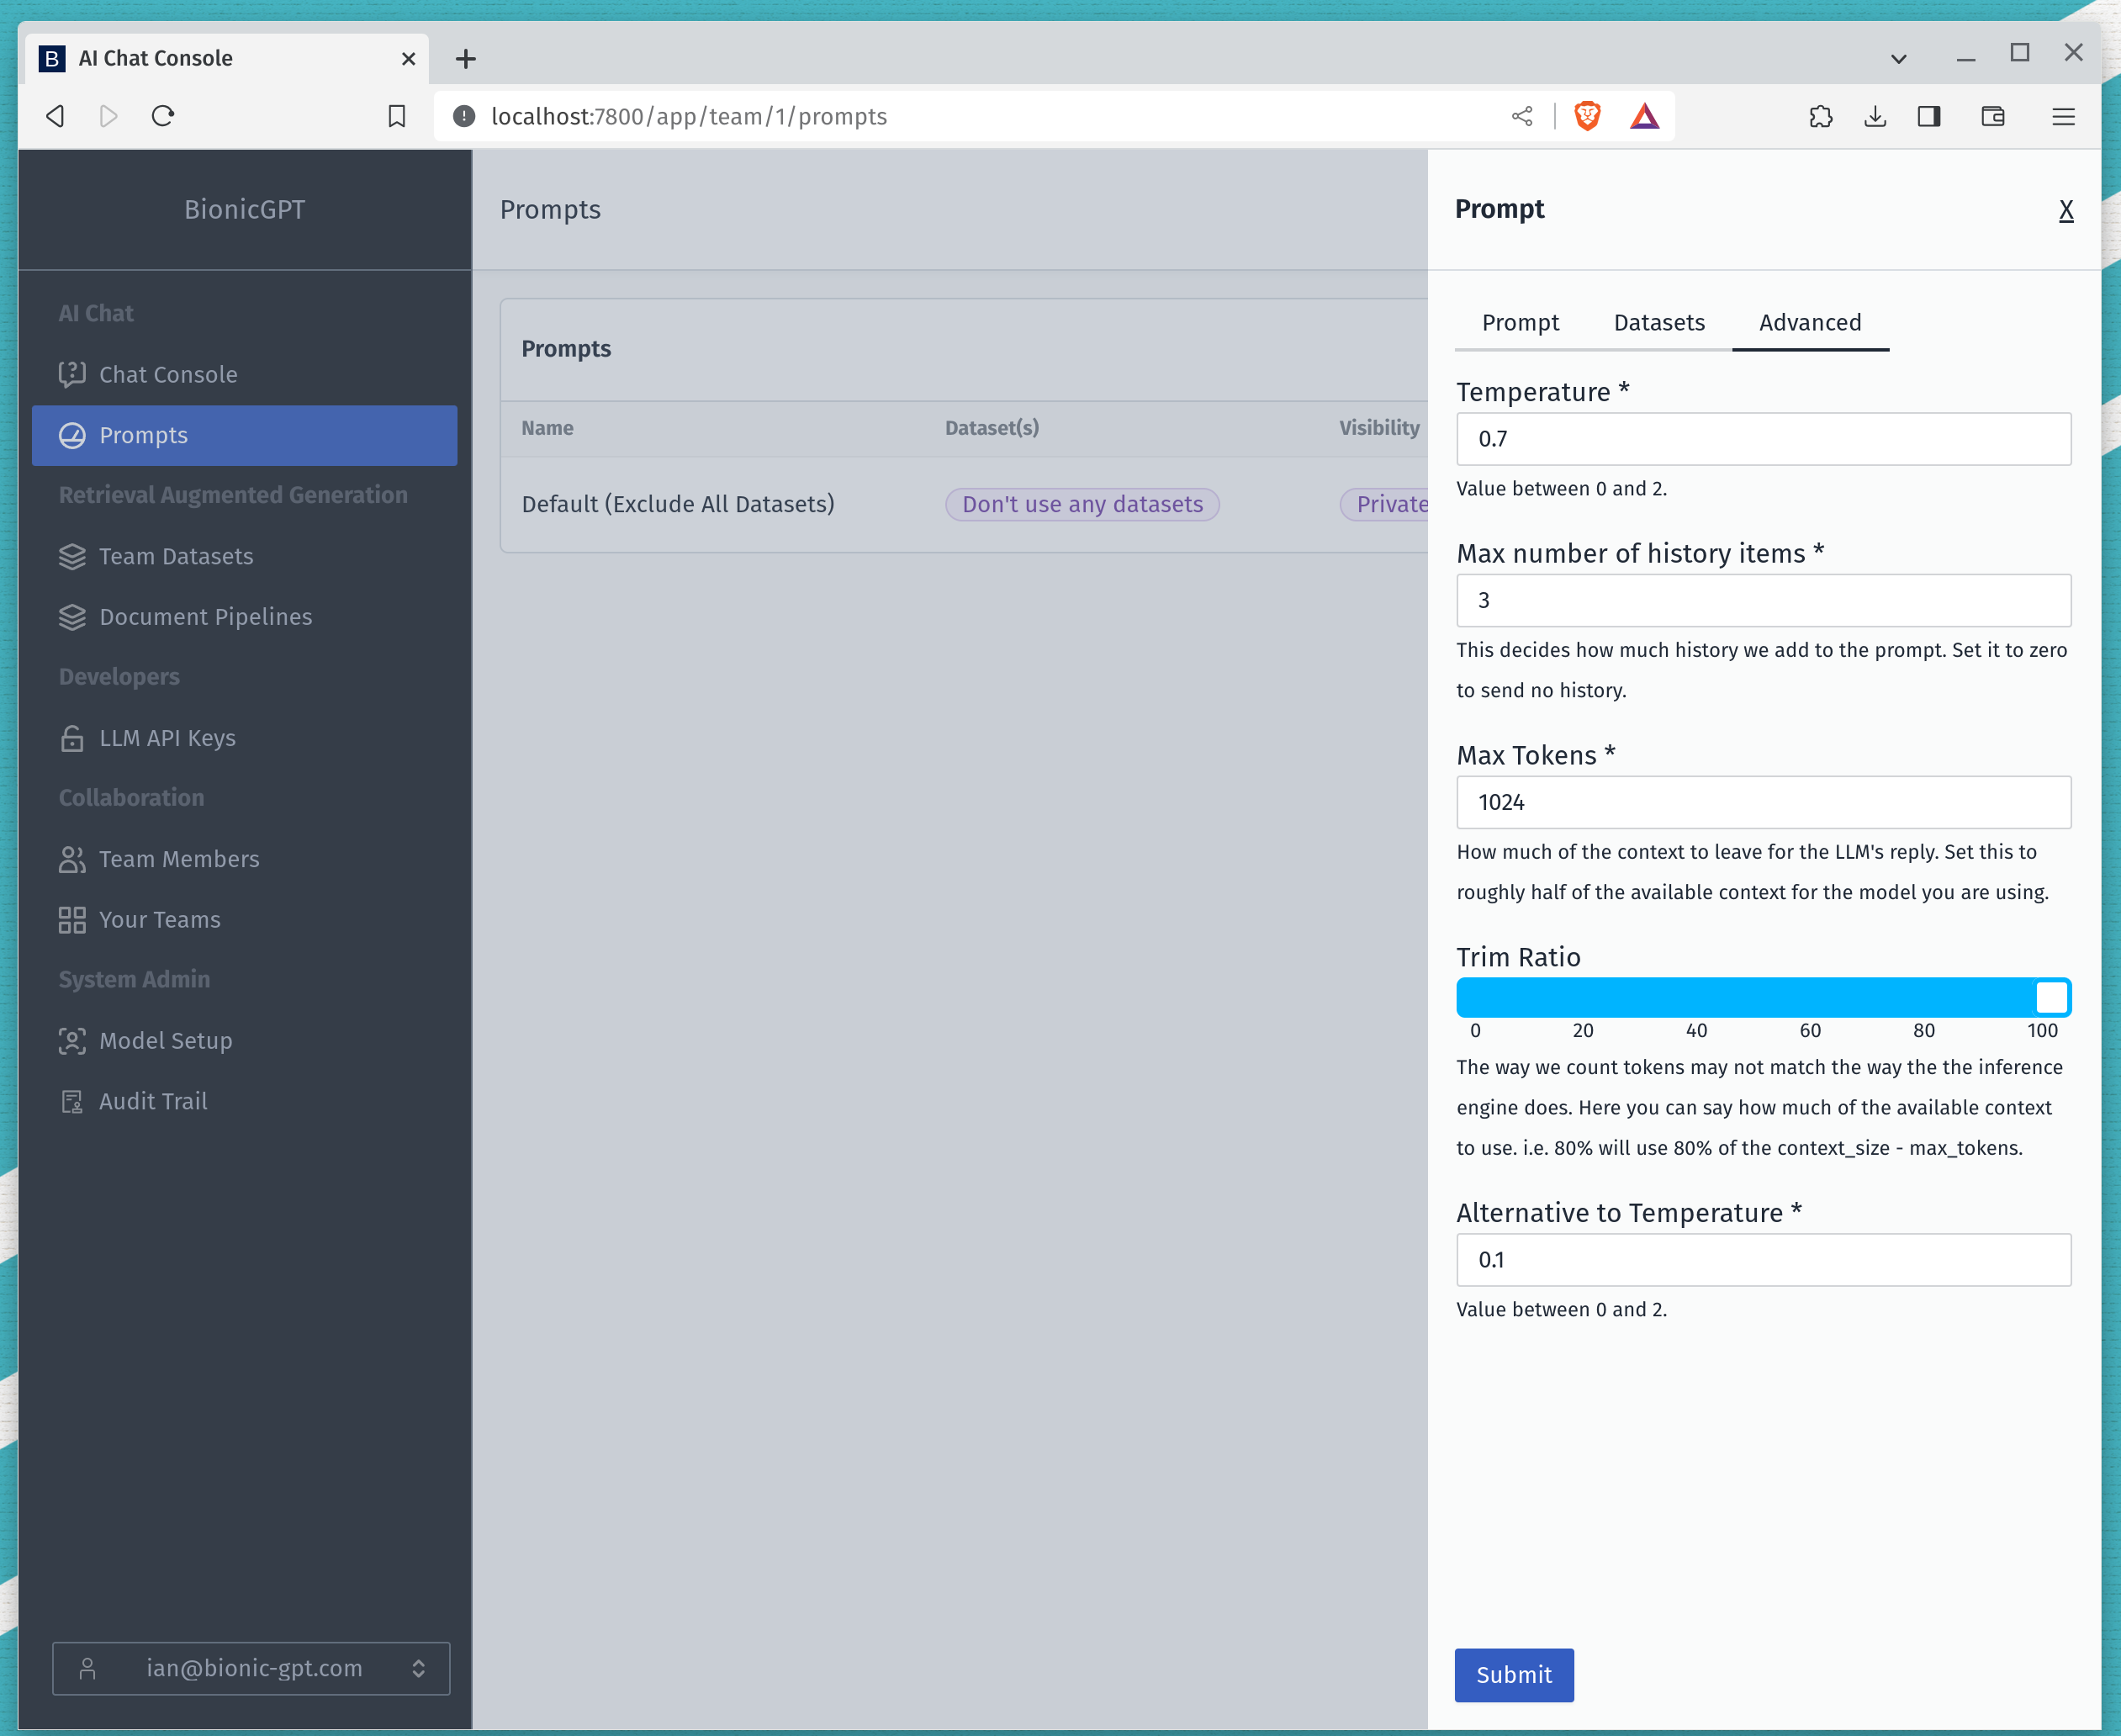 B AI Chat Console
localhost:7800/app/team/1/prompts
BionicGPT
AI Chat
Chat Console
Prompts
Retrieval Augmented Generation
Team Datasets
Document Pipelines
Developers
LLM API Keys
Collaboration
Team Members
Your Teams
System Admin
Model Setup
Audit Trail
ian@bionic-gpt.com
Prompts
Prompts
Name Dataset(s) Visibility
Default (Exclude All Datasets) Don't use any datasets Private
Prompt X
Prompt Datasets Advanced
Temperature *
0.7
Value between 0 and 2.
Max number of history items *
3
This decides how much history we add to the prompt. Set it to zero
to send no history.
Max Tokens *
1024
How much of the context to leave for the LLM's reply. Set this to
roughly half of the available context for the model you are using.
Trim Ratio
0 20 40 60 80 100
The way we count tokens may not match the way the the inference
engine does. Here you can say how much of the available context
to use. i.e. 80% will use 80% of the context_size - max_tokens.
Alternative to Temperature *
0.1
Value between 0 and 2.
Submit